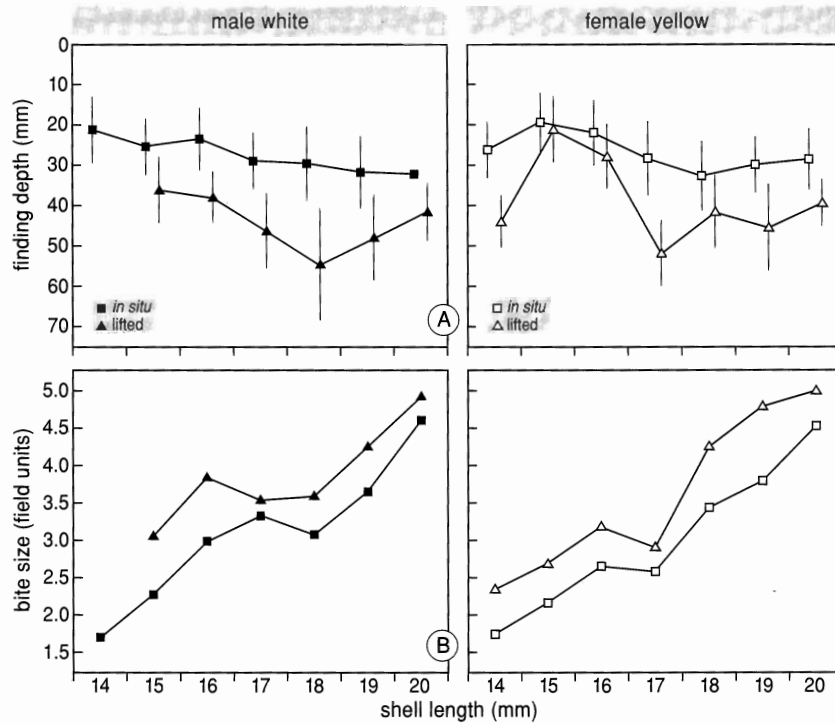 male white
female yellow
finding depth (mm)
0
10
20
30
40
50
60
70
in situ
lifted
A
in situ
lifted
bite size (field units)
5.0
4.5
4.0
3.5
3.0
2.5
2.0
1.5
B
14 15 16 17 18 19 20
14 15 16 17 18 19 20
shell length (mm)